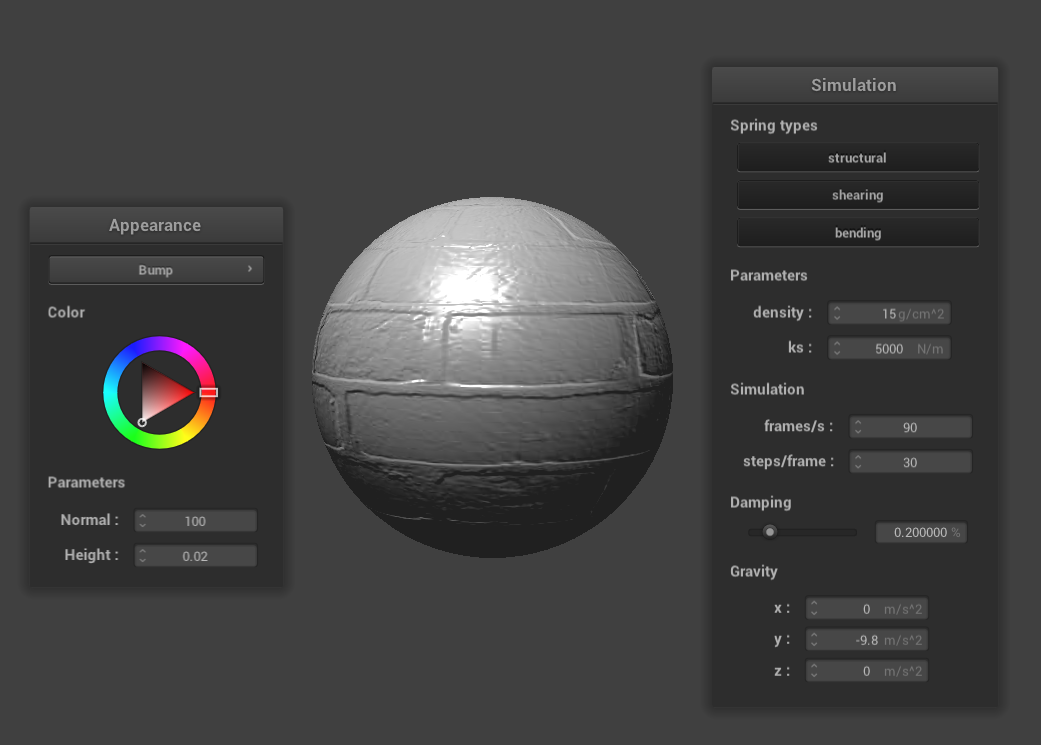 Appearance
Bump
Color
Parameters
Normal : 100
Height : 0.02
Simulation
Spring types
structural
shearing
bending
Parameters
density : 15 g/cm^2
ks : 5000 N/m
Simulation
frames/s : 90
steps/frame : 30
Damping
0.200000 %
Gravity
x : 0 m/s^2
y : -9.8 m/s^2
z : 0 m/s^2